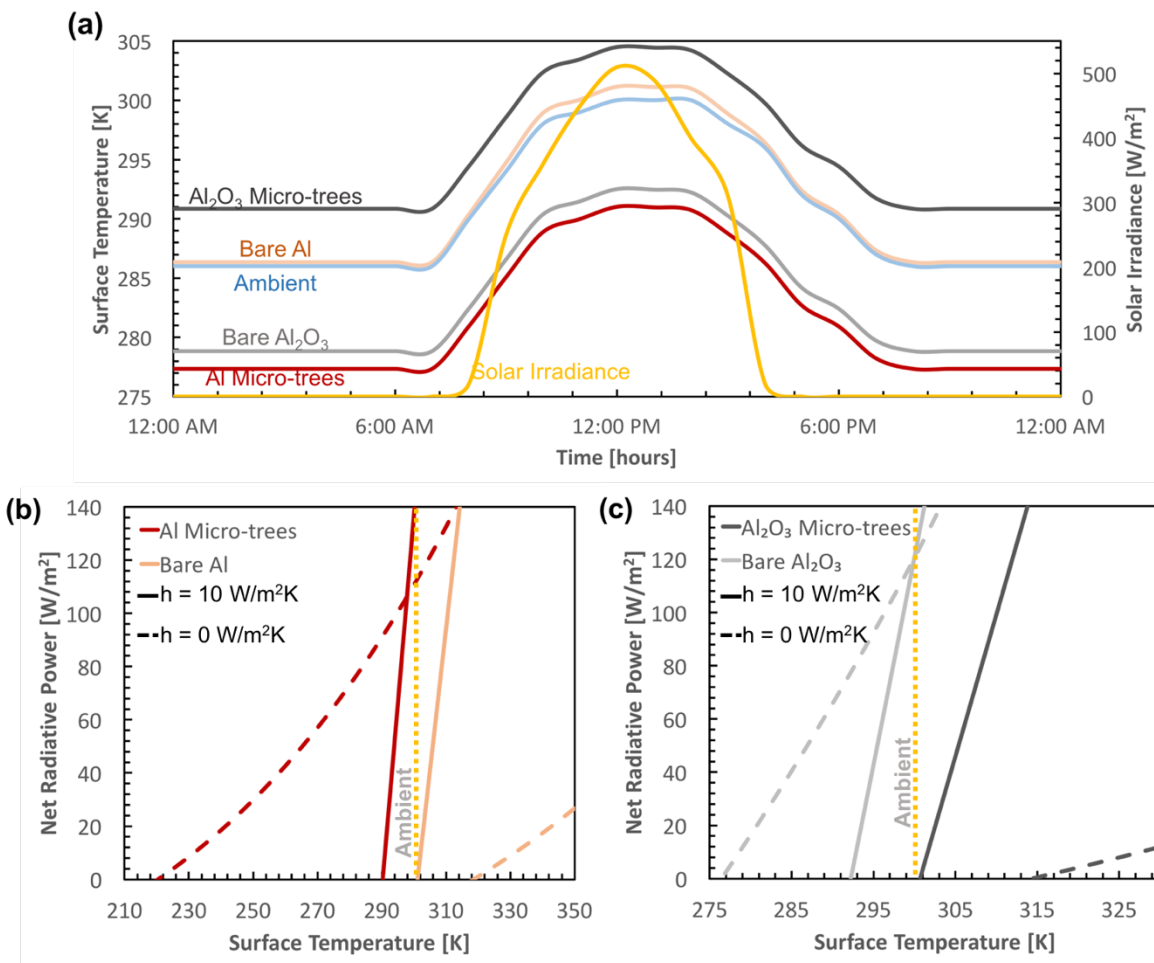 (a)
305
300
295
290
285
280
275
Surface Temperature [K]
500
400
300
200
100
0
Solar Irradiance [W/m²]
Al₂O₃ Micro-trees
Bare Al
Ambient
Bare Al₂O₃
Al Micro-trees
Solar Irradiance
12:00 AM 6:00 AM 12:00 PM 6:00 PM 12:00 AM
Time [hours]
(b)
140
120
100
80
60
40
20
0
Net Radiative Power [W/m²]
Al Micro-trees
Bare Al
h = 10 W/m²K
h = 0 W/m²K
Ambient
210 230 250 270 290 310 330 350
Surface Temperature [K]
(c)
140
120
100
80
60
40
20
0
Net Radiative Power [W/m²]
Al₂O₃ Micro-trees
Bare Al₂O₃
h = 10 W/m²K
h = 0 W/m²K
Ambient
275 285 295 305 315 325
Surface Temperature [K]